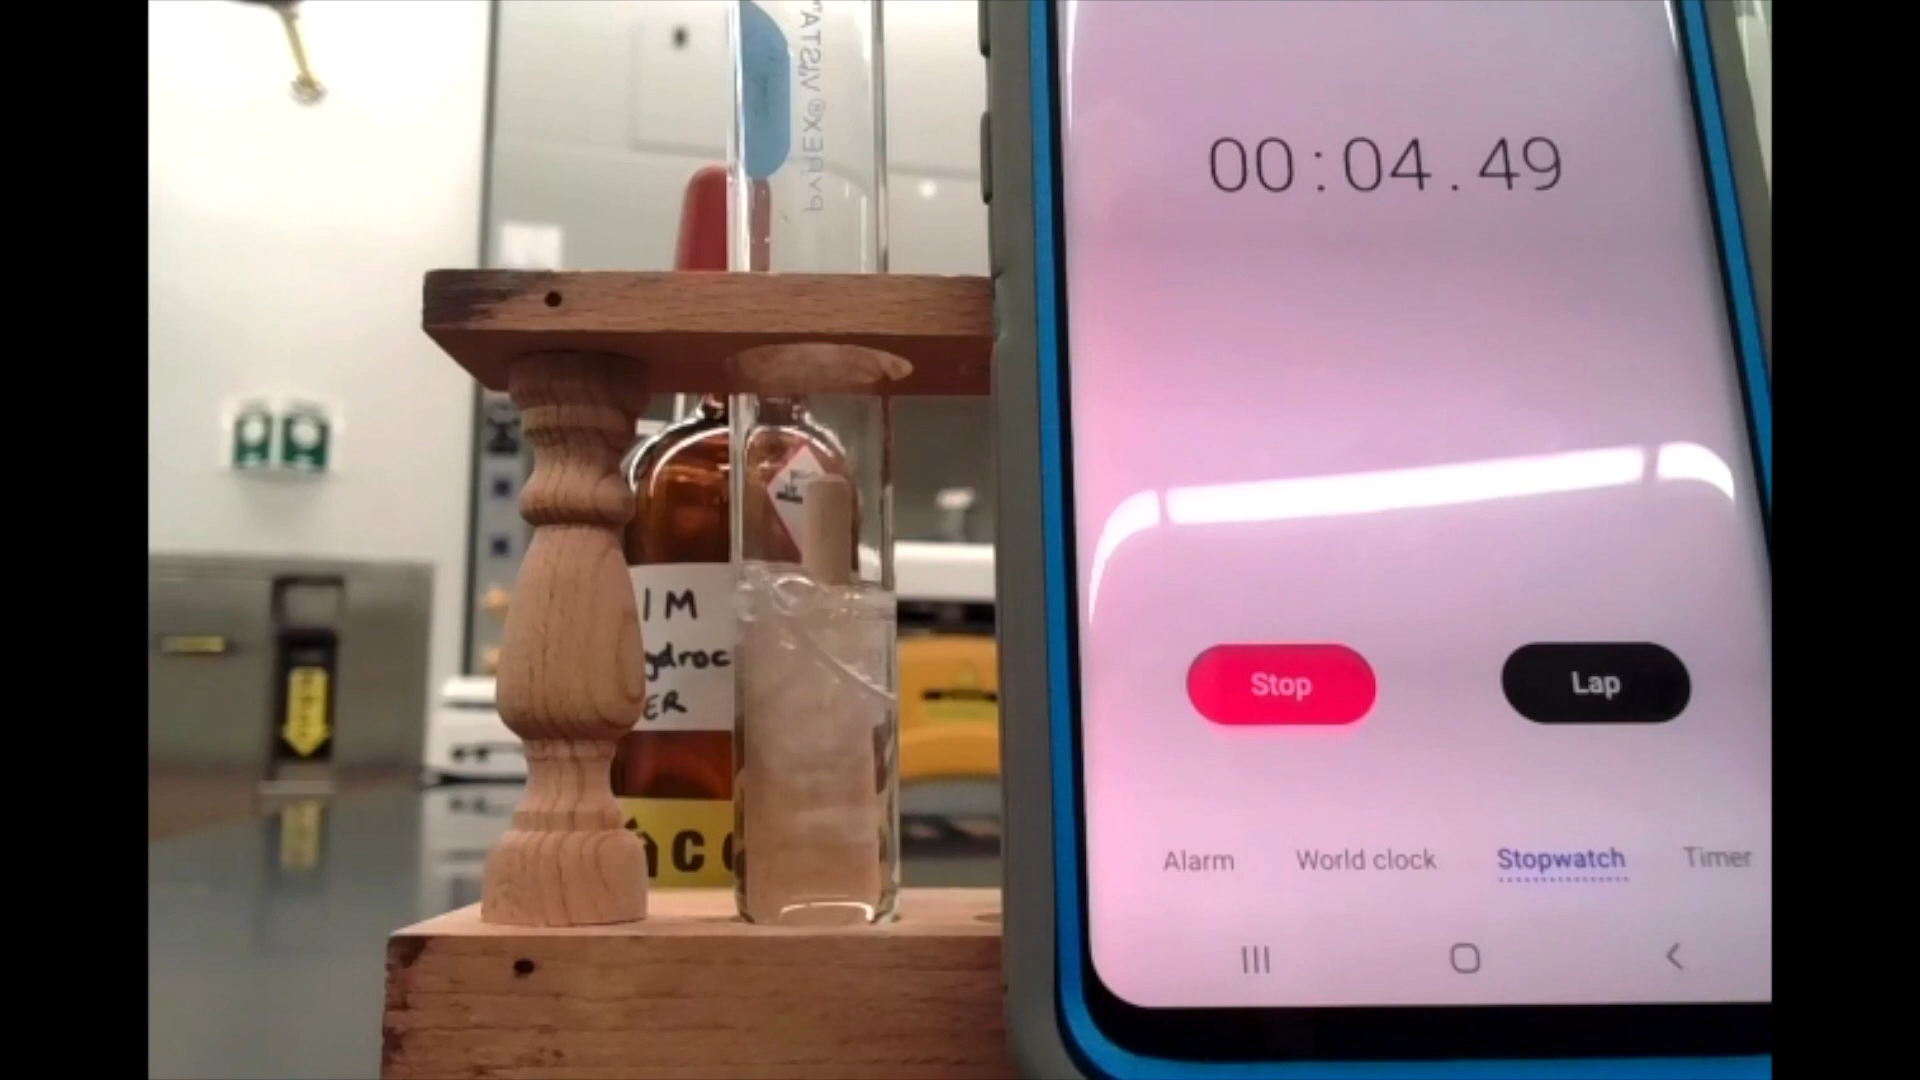 PYREX® VISTA
00:04.49
1M
ydroc
ER
Stop
Lap
Alarm
World clock
Stopwatch
Timer